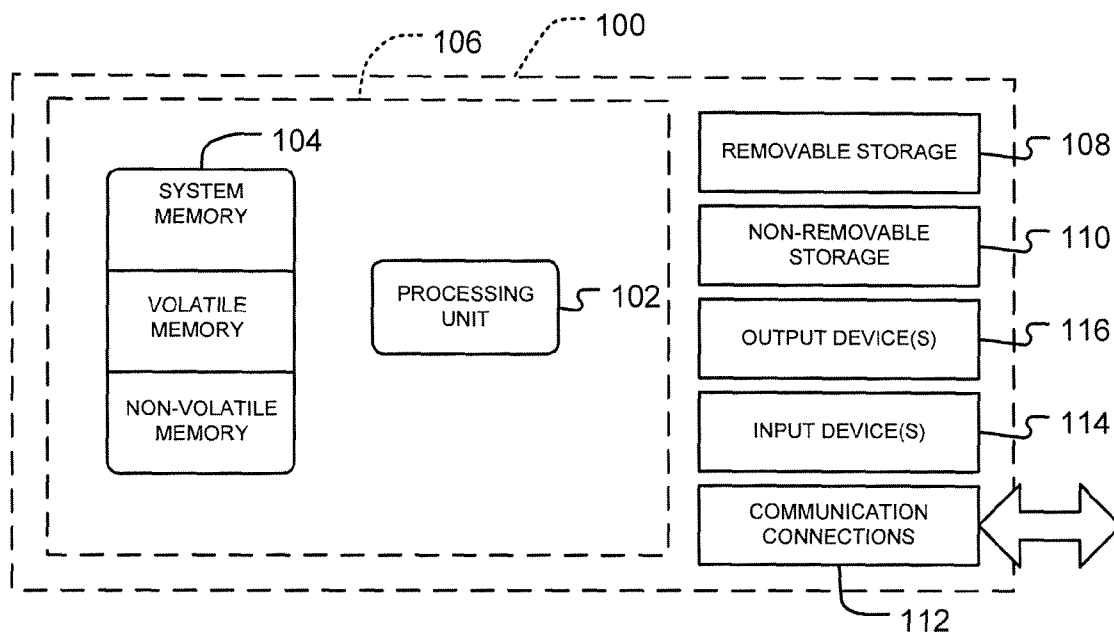 100
106
104
SYSTEM
MEMORY
VOLATILE
MEMORY
NON-VOLATILE
MEMORY
PROCESSING
UNIT
102
REMOVABLE STORAGE
108
NON-REMOVABLE
STORAGE
110
OUTPUT DEVICE(S)
116
INPUT DEVICE(S)
114
COMMUNICATION
CONNECTIONS
112